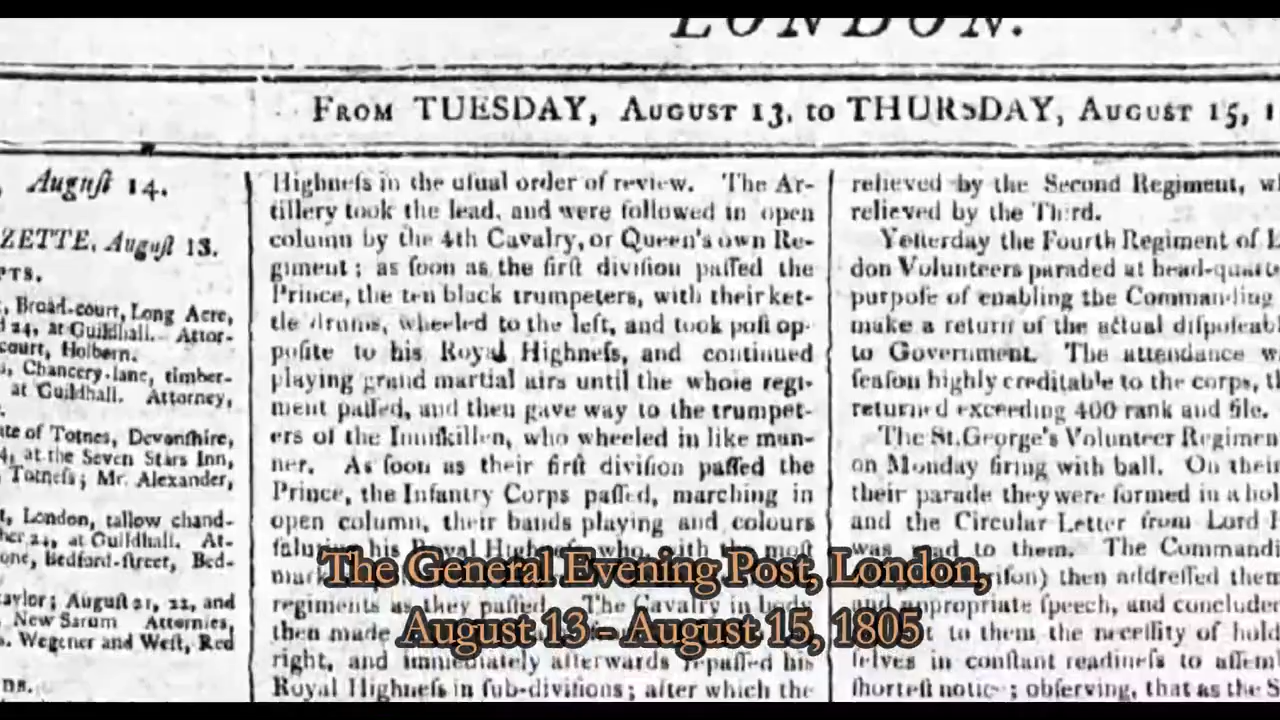 LONDON.
FROM TUESDAY, AUGUST 13, to THURSDAY, AUGUST 15, 1
, Auguſt 14.
ZETTE, Auguſt 13.
PTS.
, Broad-court, Long Acre,
24, at Guildhall. Attor-
court, Holbern.
, Chancery-lane, timber-
at Guildhall. Attorney,
te of Totnes, Devonſhire,
4, at the Seven Stars Inn,
Totneſs; Mr. Alexander,
, London, tallow chand-
24, at Guildhall. At-
one, Bedford-ſtreet, Bed-
aylor; Auguſt 21, 22, and
New Sarum Attornies,
. Wegener and Weſt, Red
DS.
Highneſs in the uſual order of review. The Ar-
tillery took the lead, and were followed in open
column by the 4th Cavalry, or Queen's own Re-
giment; as ſoon as the firſt diviſion paſſed the
Prince, the ten black trumpeters, with their ket-
tle drums, wheeled to the left, and took poſt op-
poſite to his Royal Highneſs, and continued
playing grand martial airs until the whole regi-
ment paſſed, and then gave way to the trumpet-
ers of the Inniſkillen, who wheeled in like man-
ner. As ſoon as their firſt diviſion paſſed the
Prince, the Infantry Corps paſſed, marching in
open column, their bands playing and colours
ſaluting his Royal Highneſs who, with the moſt
regiments as they paſſed. The Cavalry in
then made
right, and immediately afterwards repaſſed his
Royal Highneſs in ſub-diviſions; after which the
relieved by the Second Regiment, w
relieved by the Third.
Yeſterday the Fourth Regiment of L
don Volunteers paraded at head-quarte
purpoſe of enabling the Commanding
make a return of the actual diſpoſeab
to Government. The attendance w
ſeaſon highly creditable to the corps, th
returned exceeding 400 rank and file.
The St. George's Volunteer Regimen
on Monday firing with ball. On thei
their parade they were formed in a hol
and the Circular Letter from Lord
was read to them. The Commandi
then addreſſed them
and appropriate ſpeech, and concluded
to them the neceſſity of hold
ſelves in conſtant readineſs to aſſem
ſhorteſt notice; obſerving, that as the S
The General Evening Post, London,
August 13 – August 15, 1805